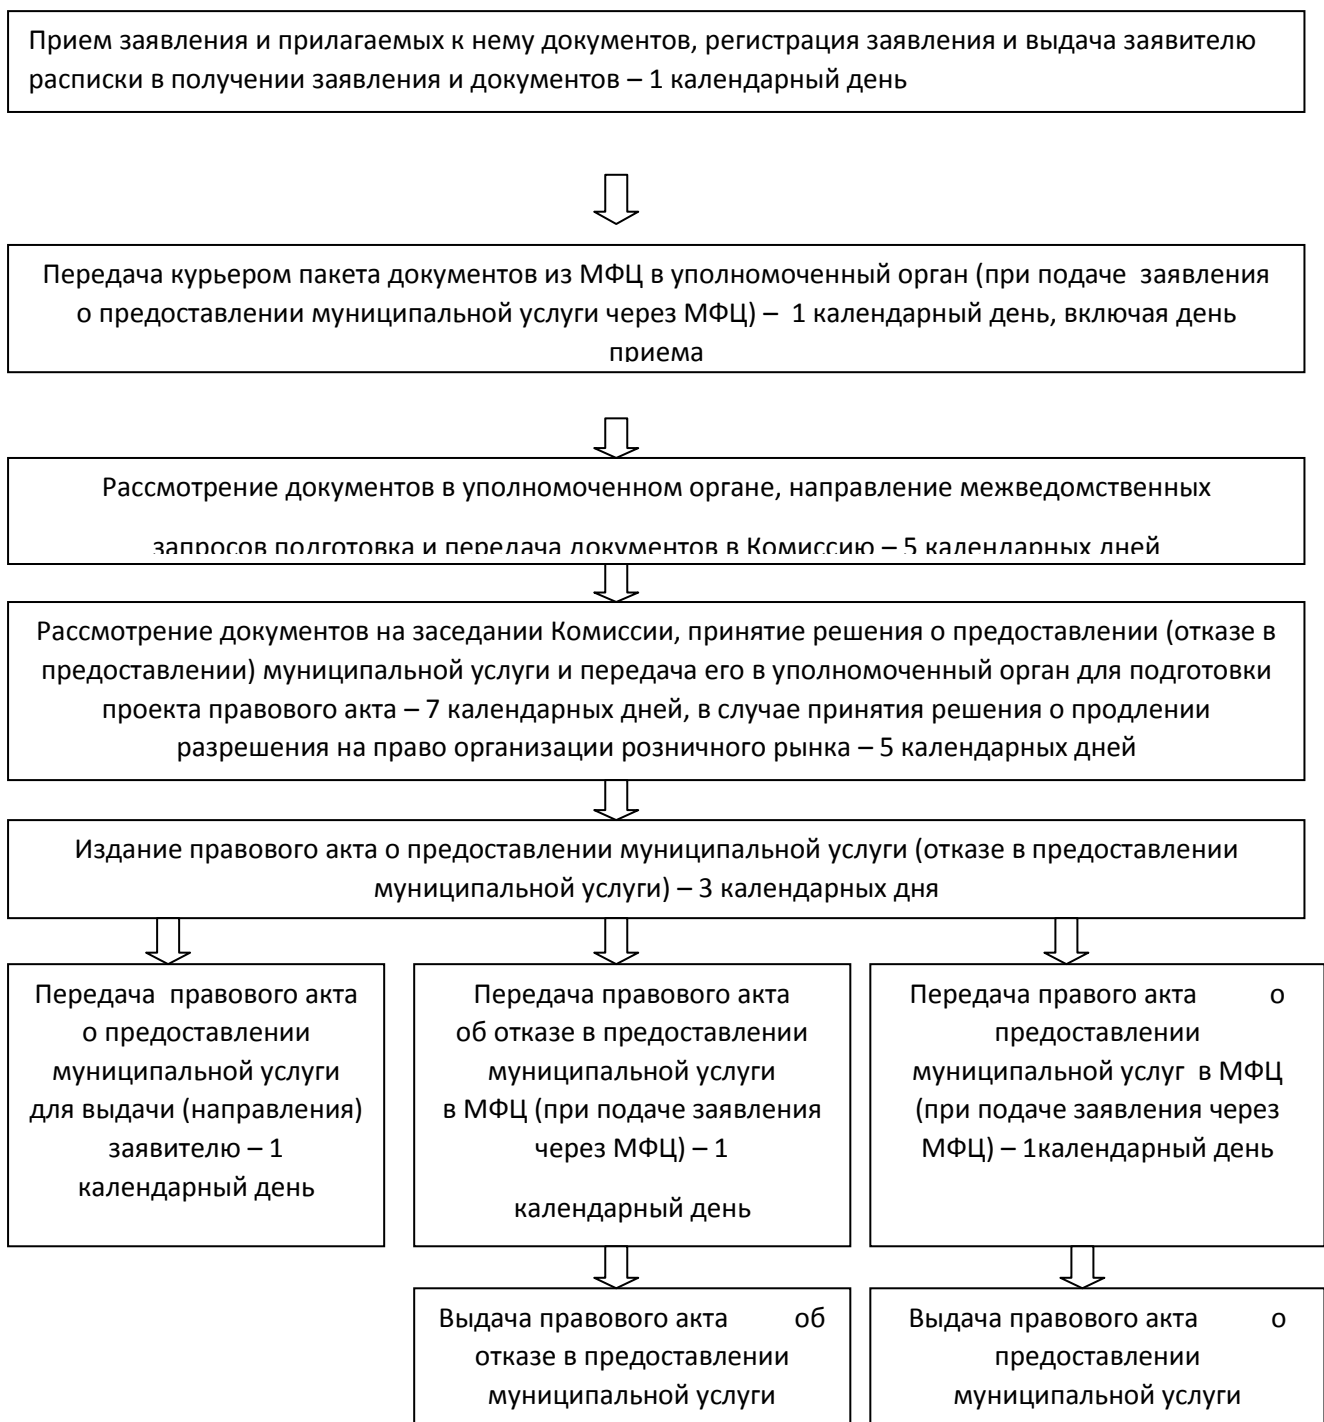 Прием заявления и прилагаемых к нему документов, регистрация заявления и выдача заявителю
расписки в получении заявления и документов – 1 календарный день
Передача курьером пакета документов из МФЦ в уполномоченный орган (при подаче заявления
о предоставлении муниципальной услуги через МФЦ) – 1 календарный день, включая день
приема
Рассмотрение документов в уполномоченном органе, направление межведомственных
запросов подготовка и передача документов в Комиссию – 5 календарных дней
Рассмотрение документов на заседании Комиссии, принятие решения о предоставлении (отказе в
предоставлении) муниципальной услуги и передача его в уполномоченный орган для подготовки
проекта правового акта – 7 календарных дней, в случае принятия решения о продлении
разрешения на право организации розничного рынка – 5 календарных дней
Издание правового акта о предоставлении муниципальной услуги (отказе в предоставлении
муниципальной услуги) – 3 календарных дня
Передача правового акта
о предоставлении
муниципальной услуги
для выдачи (направления)
заявителю – 1
календарный день
Передача правового акта
об отказе в предоставлении
муниципальной услуги
в МФЦ (при подаче заявления
через МФЦ) – 1
календарный день
Передача правого акта о
предоставлении
муниципальной услуг в МФЦ
(при подаче заявления через
МФЦ) – 1календарный день
Выдача правового акта об
отказе в предоставлении
муниципальной услуги
Выдача правового акта о
предоставлении
муниципальной услуги